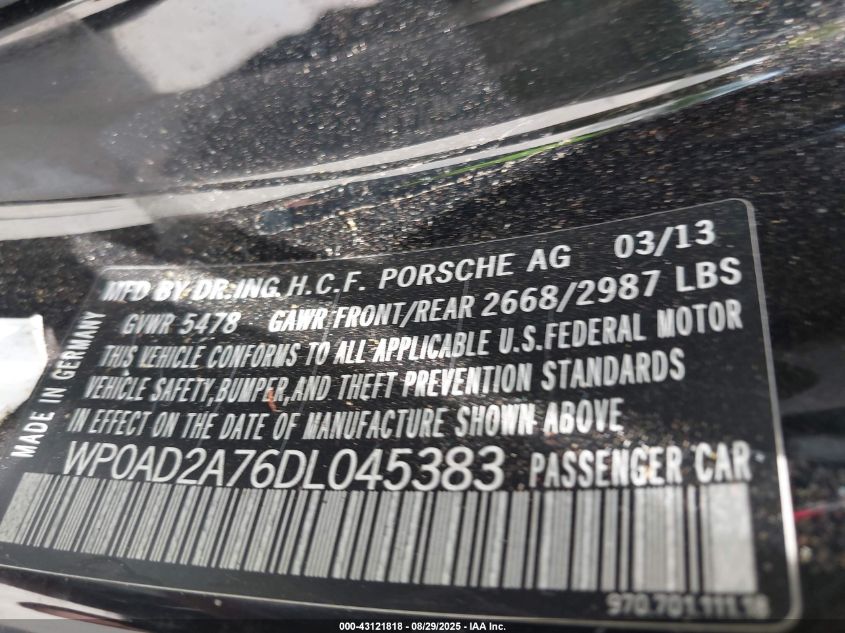 MFD BY DR.ING.H.C.F. PORSCHE AG 03/13
GVWR 5478 GAWR FRONT/REAR 2668/2987 LBS
THIS VEHICLE CONFORMS TO ALL APPLICABLE U.S.FEDERAL MOTOR
VEHICLE SAFETY,BUMPER,AND THEFT PREVENTION STANDARDS
IN EFFECT ON THE DATE OF MANUFACTURE SHOWN ABOVE
WP0AD2A76DL045383 PASSENGER CAR
MADE IN GERMANY
970.701.111.18
000-43121818 - 08/29/2025 - IAA Inc.